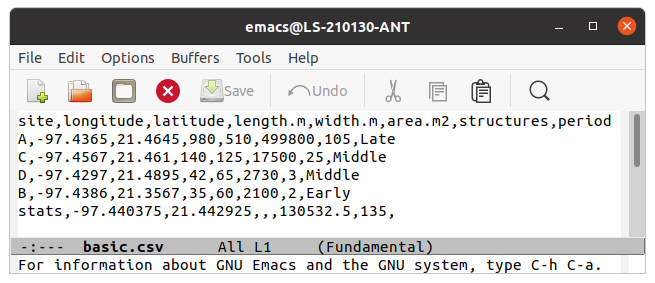 emacs@LS-210130-ANT
File Edit Options Buffers Tools Help
Save Undo
site,longitude,latitude,length.m,width.m,area.m2,structures,period
A,-97.4365,21.4645,980,510,499800,105,Late
C,-97.4567,21.461,140,125,17500,25,Middle
D,-97.4297,21.4895,42,65,2730,3,Middle
B,-97.4386,21.3567,35,60,2100,2,Early
stats,-97.440375,21.442925,,,130532.5,135,
-:--- basic.csv All L1 (Fundamental)
For information about GNU Emacs and the GNU system, type C-h C-a.